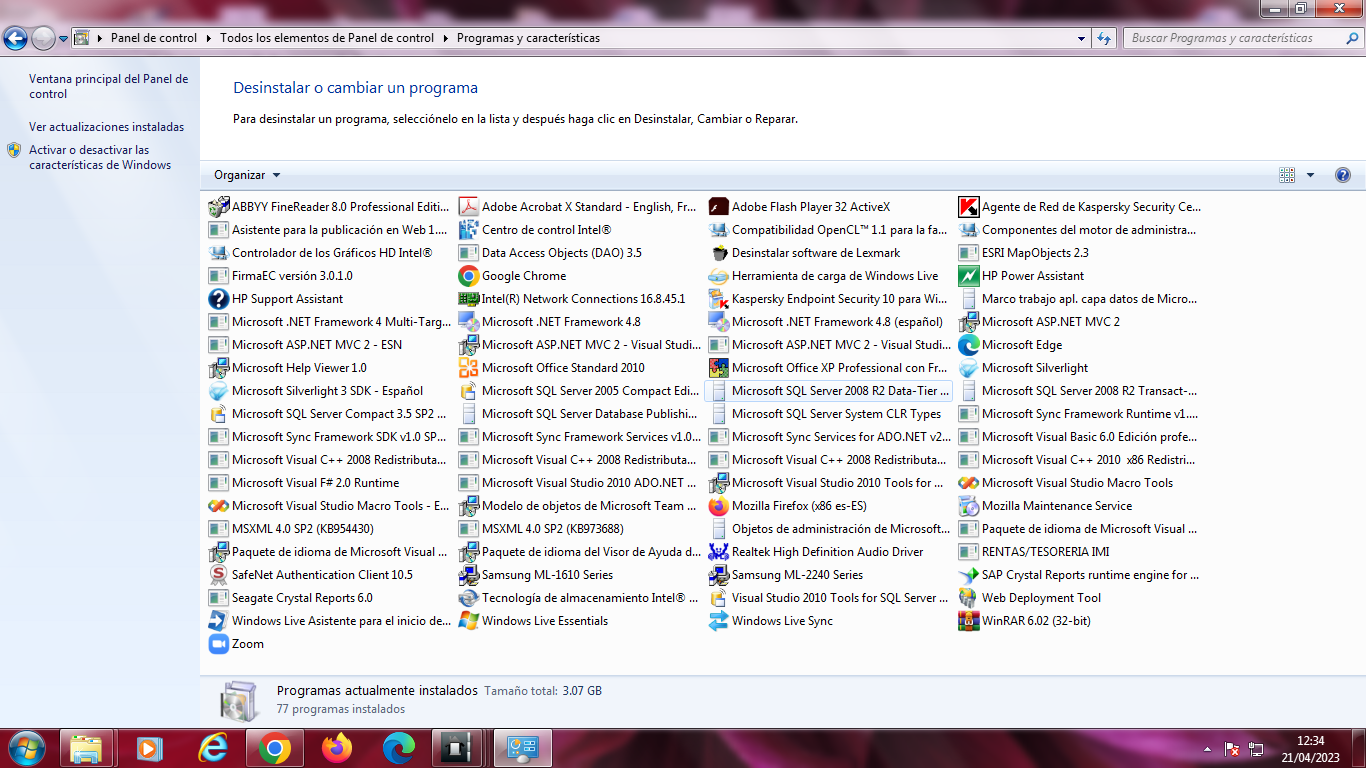 Panel de control
Todos los elementos de Panel de control
Programas y características
Buscar Programas y características
Ventana principal del Panel de
control
Ver actualizaciones instaladas
Activar o desactivar las
características de Windows
Desinstalar o cambiar un programa
Para desinstalar un programa, selecciónelo en la lista y después haga clic en Desinstalar, Cambiar o Reparar.
Organizar
ABBYY FineReader 8.0 Professional Editi...
Adobe Acrobat X Standard - English, Fr...
Adobe Flash Player 32 ActiveX
Agente de Red de Kaspersky Security Ce...
Asistente para la publicación en Web 1....
Centro de control Intel®
Compatibilidad OpenCL™ 1.1 para la fa...
Componentes del motor de administra...
Controlador de los Gráficos HD Intel®
Data Access Objects (DAO) 3.5
Desinstalar software de Lexmark
ESRI MapObjects 2.3
FirmaEC versión 3.0.1.0
Google Chrome
Herramienta de carga de Windows Live
HP Power Assistant
HP Support Assistant
Intel(R) Network Connections 16.8.45.1
Kaspersky Endpoint Security 10 para Wi...
Marco trabajo apl. capa datos de Micro...
Microsoft .NET Framework 4 Multi-Targ...
Microsoft .NET Framework 4.8
Microsoft .NET Framework 4.8 (español)
Microsoft ASP.NET MVC 2
Microsoft ASP.NET MVC 2 - ESN
Microsoft ASP.NET MVC 2 - Visual Studi...
Microsoft ASP.NET MVC 2 - Visual Studi...
Microsoft Edge
Microsoft Help Viewer 1.0
Microsoft Office Standard 2010
Microsoft Office XP Professional con Fr...
Microsoft Silverlight
Microsoft Silverlight 3 SDK - Español
Microsoft SQL Server 2005 Compact Edi...
Microsoft SQL Server 2008 R2 Data-Tier ...
Microsoft SQL Server 2008 R2 Transact-...
Microsoft SQL Server Compact 3.5 SP2 ...
Microsoft SQL Server Database Publishi...
Microsoft SQL Server System CLR Types
Microsoft Sync Framework Runtime v1....
Microsoft Sync Framework SDK v1.0 SP...
Microsoft Sync Framework Services v1.0...
Microsoft Sync Services for ADO.NET v2...
Microsoft Visual Basic 6.0 Edición profe...
Microsoft Visual C++ 2008 Redistributa...
Microsoft Visual C++ 2008 Redistributa...
Microsoft Visual C++ 2008 Redistributa...
Microsoft Visual C++ 2010  x86 Redistri...
Microsoft Visual F# 2.0 Runtime
Microsoft Visual Studio 2010 ADO.NET ...
Microsoft Visual Studio 2010 Tools for ...
Microsoft Visual Studio Macro Tools
Microsoft Visual Studio Macro Tools - E...
Modelo de objetos de Microsoft Team ...
Mozilla Firefox (x86 es-ES)
Mozilla Maintenance Service
MSXML 4.0 SP2 (KB954430)
MSXML 4.0 SP2 (KB973688)
Objetos de administración de Microsoft...
Paquete de idioma de Microsoft Visual ...
Paquete de idioma de Microsoft Visual ...
Paquete de idioma del Visor de Ayuda d...
Realtek High Definition Audio Driver
RENTAS/TESORERIA IMI
SafeNet Authentication Client 10.5
Samsung ML-1610 Series
Samsung ML-2240 Series
SAP Crystal Reports runtime engine for ...
Seagate Crystal Reports 6.0
Tecnología de almacenamiento Intel® ...
Visual Studio 2010 Tools for SQL Server ...
Web Deployment Tool
Windows Live Asistente para el inicio de...
Windows Live Essentials
Windows Live Sync
WinRAR 6.02 (32-bit)
Zoom
Programas actualmente instalados Tamaño total: 3.07 GB
77 programas instalados
12:34
21/04/2023